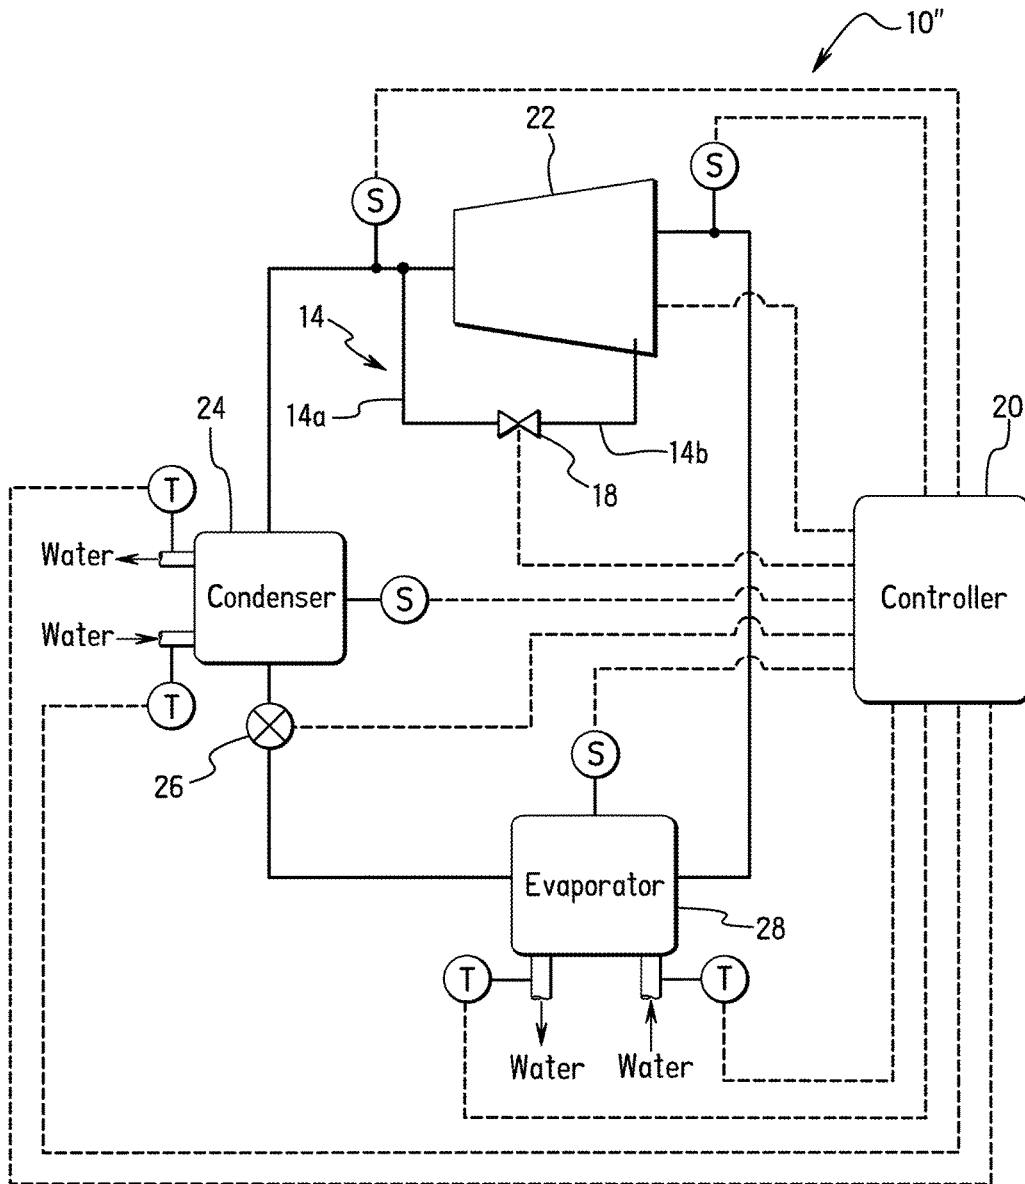 10"
22
S
S
14
14a
14b
18
24
20
T
Water
Condenser
S
Controller
Water
T
26
S
Evaporator
28
T
T
Water
Water